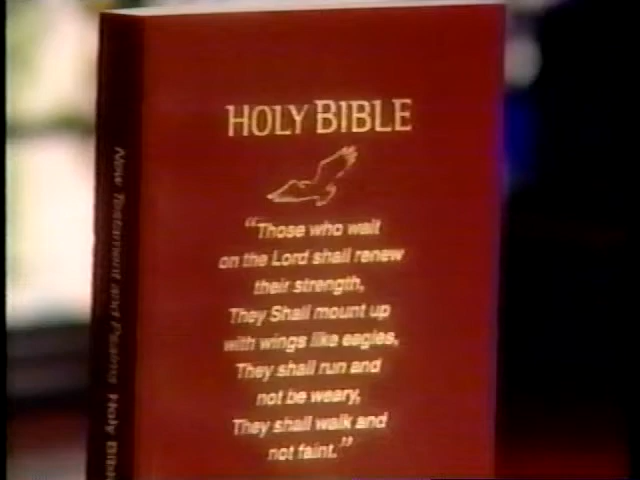 HOLY BIBLE
“Those who wait
on the Lord shall renew
their strength,
They Shall mount up
with wings like eagles,
They shall run and
not be weary,
They shall walk and
not faint.”
New Testament and Psalms Holy Bible